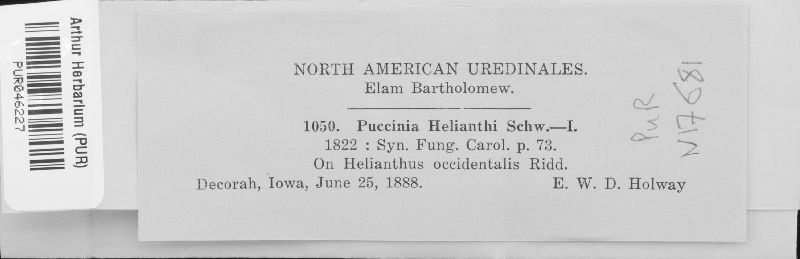 Arthur Herbarium (PUR)
PUR046227
NORTH AMERICAN UREDINALES.
Elam Bartholomew.
1050. Puccinia Helianthi Schw.—I.
1822 : Syn. Fung. Carol. p. 73.
On Helianthus occidentalis Ridd.
Decorah, Iowa, June 25, 1888. E. W. D. Holway
PUR
N17681